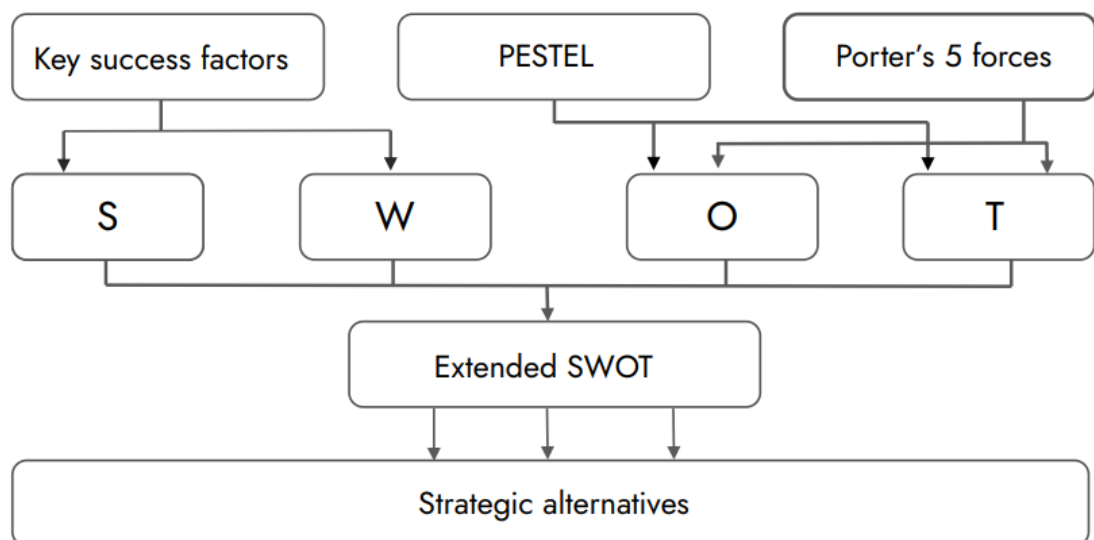 Key success factors
PESTEL
Porter's 5 forces
S
W
O
T
Extended SWOT
Strategic alternatives